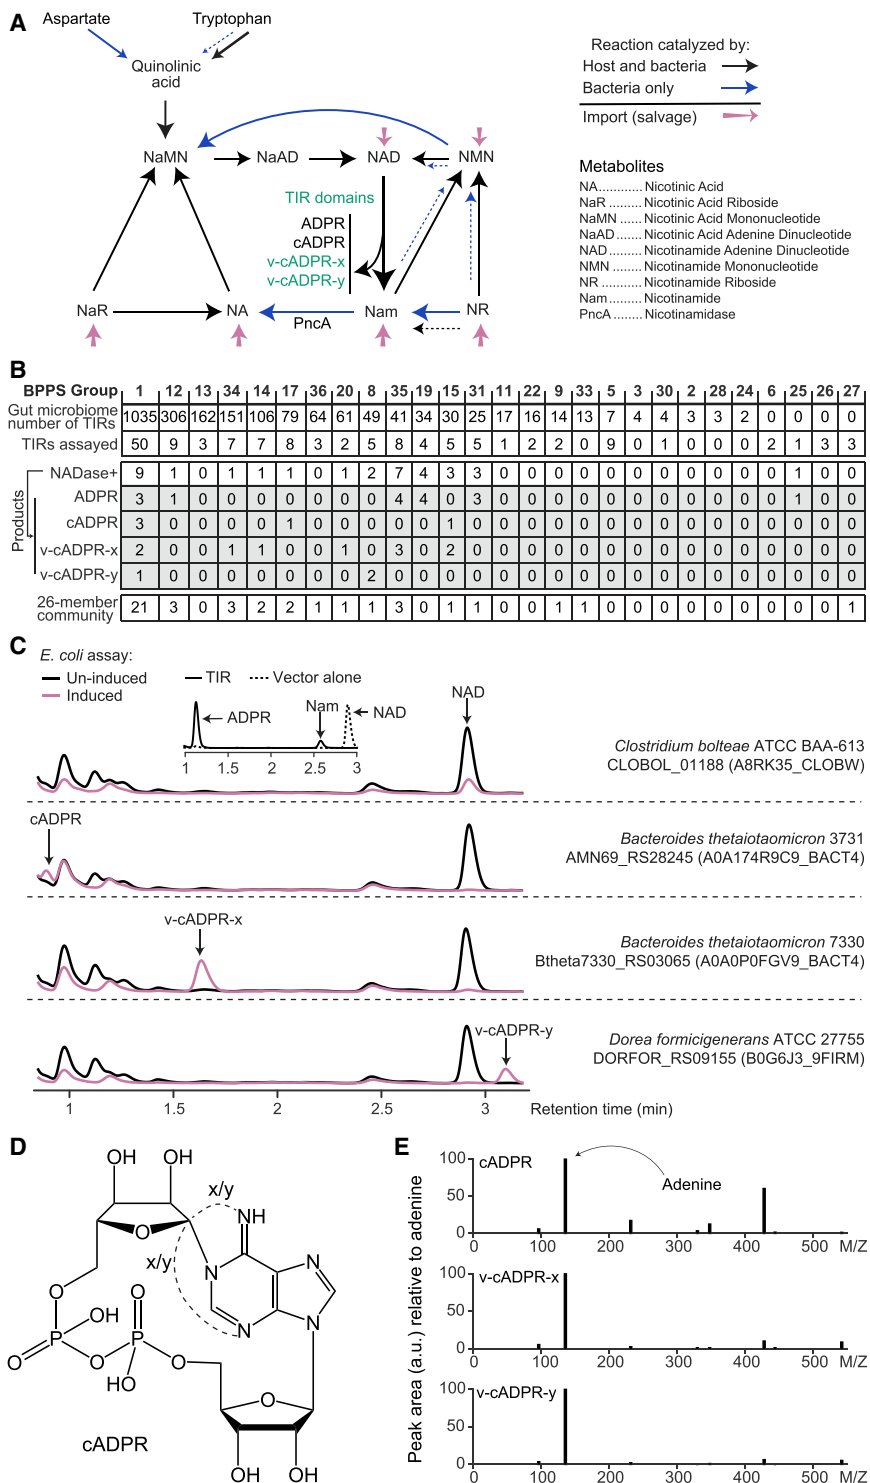 A
Aspartate
Tryptophan
Quinolinic
acid
NaMN
NaAD
NAD
NMN
TIR domains
ADPR
cADPR
v-cADPR-x
v-cADPR-y
NaR
NA
PncA
Nam
NR
Reaction catalyzed by:
Host and bacteria
Bacteria only
Import (salvage)
Metabolites
NA............ Nicotinic Acid
NaR ......... Nicotinic Acid Riboside
NaMN ...... Nicotinic Acid Mononucleotide
NaAD ....... Nicotinic Acid Adenine Dinucleotide
NAD ......... Nicotinamide Adenine Dinucleotide
NMN ........ Nicotinamide Mononucleotide
NR ........... Nicotinamide Riboside
Nam ......... Nicotinamide
PncA ........ Nicotinamidase
B
BPPS Group 1 12 13 34 14 17 36 20 8 35 19 15 31 11 22 9 33 5 3 30 2 28 24 6 25 26 27
Gut microbiome
number of TIRs 1035 306 162 151 106 79 64 61 49 41 34 30 25 17 16 14 13 7 4 4 3 3 2 0 0 0 0
TIRs assayed 50 9 3 7 7 8 3 2 5 8 4 5 5 1 2 2 0 9 0 1 0 0 0 2 1 3 3
Products
NADase+ 9 1 0 1 1 1 0 1 2 7 4 3 3 0 0 0 0 0 0 0 0 0 0 0 1 0 0
ADPR 3 1 0 0 0 0 0 0 0 4 4 0 3 0 0 0 0 0 0 0 0 0 0 0 1 0 0
cADPR 3 0 0 0 0 1 0 0 0 0 0 1 0 0 0 0 0 0 0 0 0 0 0 0 0 0 0
v-cADPR-x 2 0 0 1 1 0 0 1 0 3 0 2 0 0 0 0 0 0 0 0 0 0 0 0 0 0 0
v-cADPR-y 1 0 0 0 0 0 0 0 2 0 0 0 0 0 0 0 0 0 0 0 0 0 0 0 0 0 0
26-member
community 21 3 0 3 2 2 1 1 1 3 0 1 1 0 0 1 1 0 0 0 0 0 0 0 0 0 1
C
E. coli assay:
Un-induced
Induced
TIR
Vector alone
ADPR
Nam
NAD
1 1.5 2 2.5 3
NAD
Clostridium bolteae ATCC BAA-613
CLOBOL_01188 (A8RK35_CLOBW)
cADPR
Bacteroides thetaiotaomicron 3731
AMN69_RS28245 (A0A174R9C9_BACT4)
v-cADPR-x
Bacteroides thetaiotaomicron 7330
Btheta7330_RS03065 (A0A0P0FGV9_BACT4)
v-cADPR-y
Dorea formicigenerans ATCC 27755
DORFOR_RS09155 (B0G6J3_9FIRM)
1 1.5 2 2.5 3 Retention time (min)
D
OH OH
x/y
NH
O
x/y
N
N
O
O
OH
N
N
P
P
O
O
O
HO
O
cADPR
OH OH
E
Peak area (a.u.) relative to adenine
100
cADPR
Adenine
50
0
0 100 200 300 400 500 M/Z
100
v-cADPR-x
50
0
0 100 200 300 400 500 M/Z
100
v-cADPR-y
50
0
0 100 200 300 400 500 M/Z